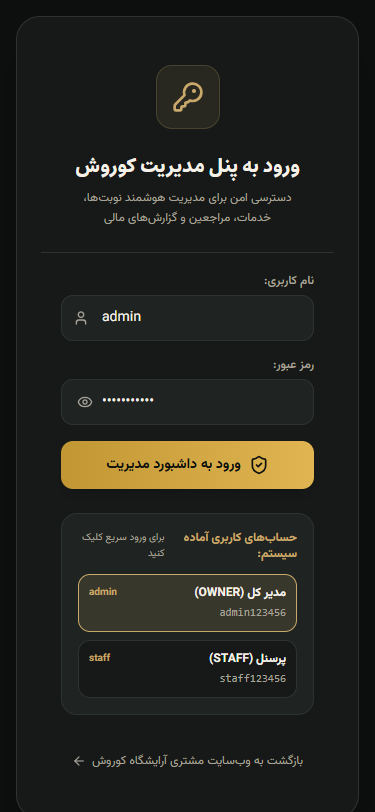 ورود به پنل مدیریت کوروش
دسترسی امن برای مدیریت هوشمند نوبت‌ها،
خدمات، مراجعین و گزارش‌های مالی
نام کاربری:
admin
رمز عبور:
•••••••••••
ورود به داشبورد مدیریت
حساب‌های کاربری آماده
سیستم:
برای ورود سریع کلیک
کنید
مدیر کل (OWNER)
admin
admin123456
پرسنل (STAFF)
staff
staff123456
بازگشت به وب‌سایت مشتری آرایشگاه کوروش ←